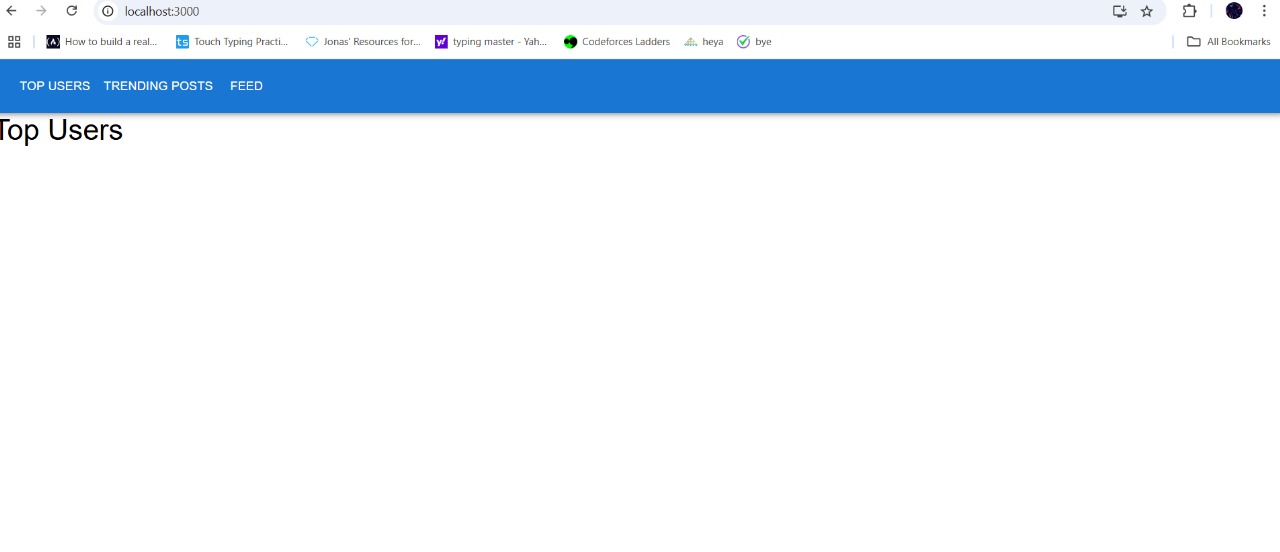 localhost:3000
How to build a real... Touch Typing Practi... Jonas' Resources for... typing master - Yah... Codeforces Ladders heya bye All Bookmarks
TOP USERS TRENDING POSTS FEED
Top Users